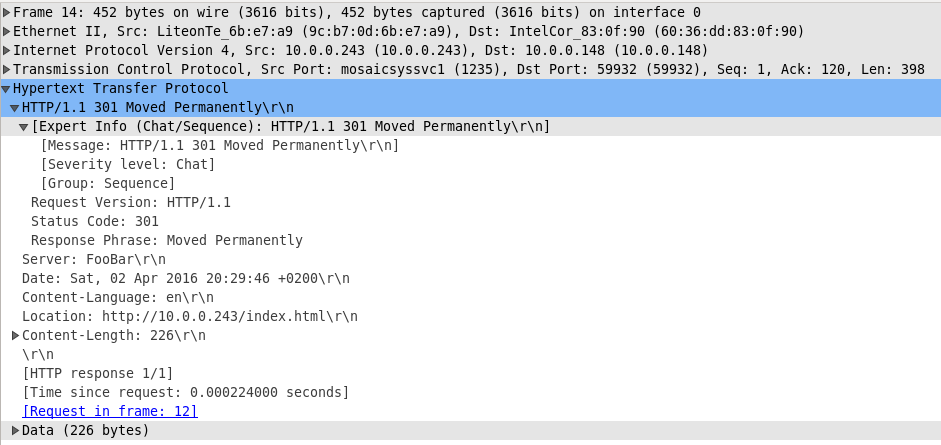 Frame 14: 452 bytes on wire (3616 bits), 452 bytes captured (3616 bits) on interface 0
Ethernet II, Src: LiteonTe_6b:e7:a9 (9c:b7:0d:6b:e7:a9), Dst: IntelCor_83:0f:90 (60:36:dd:83:0f:90)
Internet Protocol Version 4, Src: 10.0.0.243 (10.0.0.243), Dst: 10.0.0.148 (10.0.0.148)
Transmission Control Protocol, Src Port: mosaicsyssvc1 (1235), Dst Port: 59932 (59932), Seq: 1, Ack: 120, Len: 398
Hypertext Transfer Protocol
HTTP/1.1 301 Moved Permanently\r\n
[Expert Info (Chat/Sequence): HTTP/1.1 301 Moved Permanently\r\n]
[Message: HTTP/1.1 301 Moved Permanently\r\n]
[Severity level: Chat]
[Group: Sequence]
Request Version: HTTP/1.1
Status Code: 301
Response Phrase: Moved Permanently
Server: FooBar\r\n
Date: Sat, 02 Apr 2016 20:29:46 +0200\r\n
Content-Language: en\r\n
Location: http://10.0.0.243/index.html\r\n
Content-Length: 226\r\n
\r\n
[HTTP response 1/1]
[Time since request: 0.000224000 seconds]
[Request in frame: 12]
Data (226 bytes)